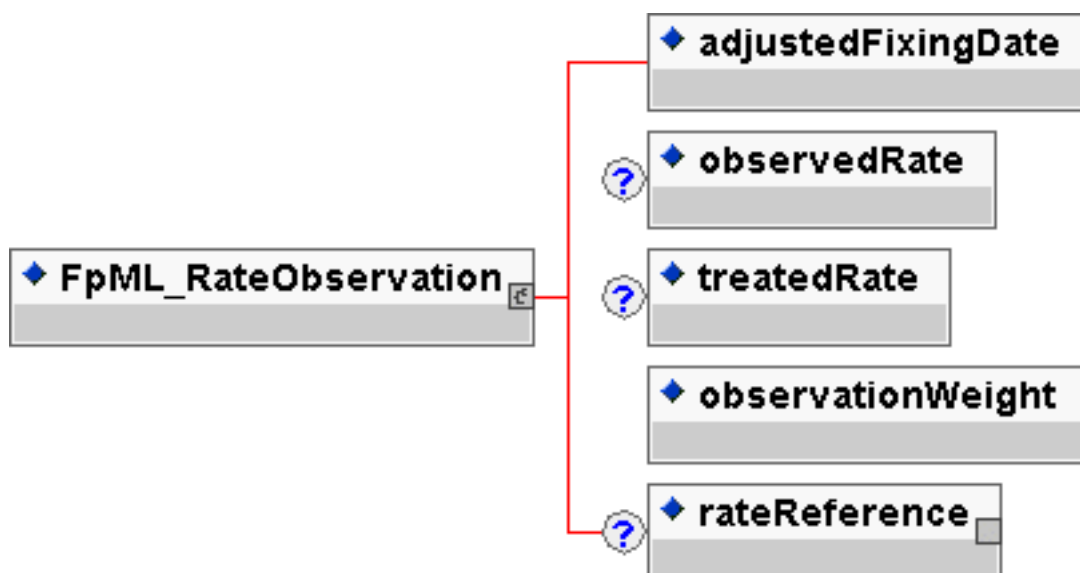 adjustedFixingDate
? observedRate
FpML_RateObservation
? treatedRate
observationWeight
? rateReference